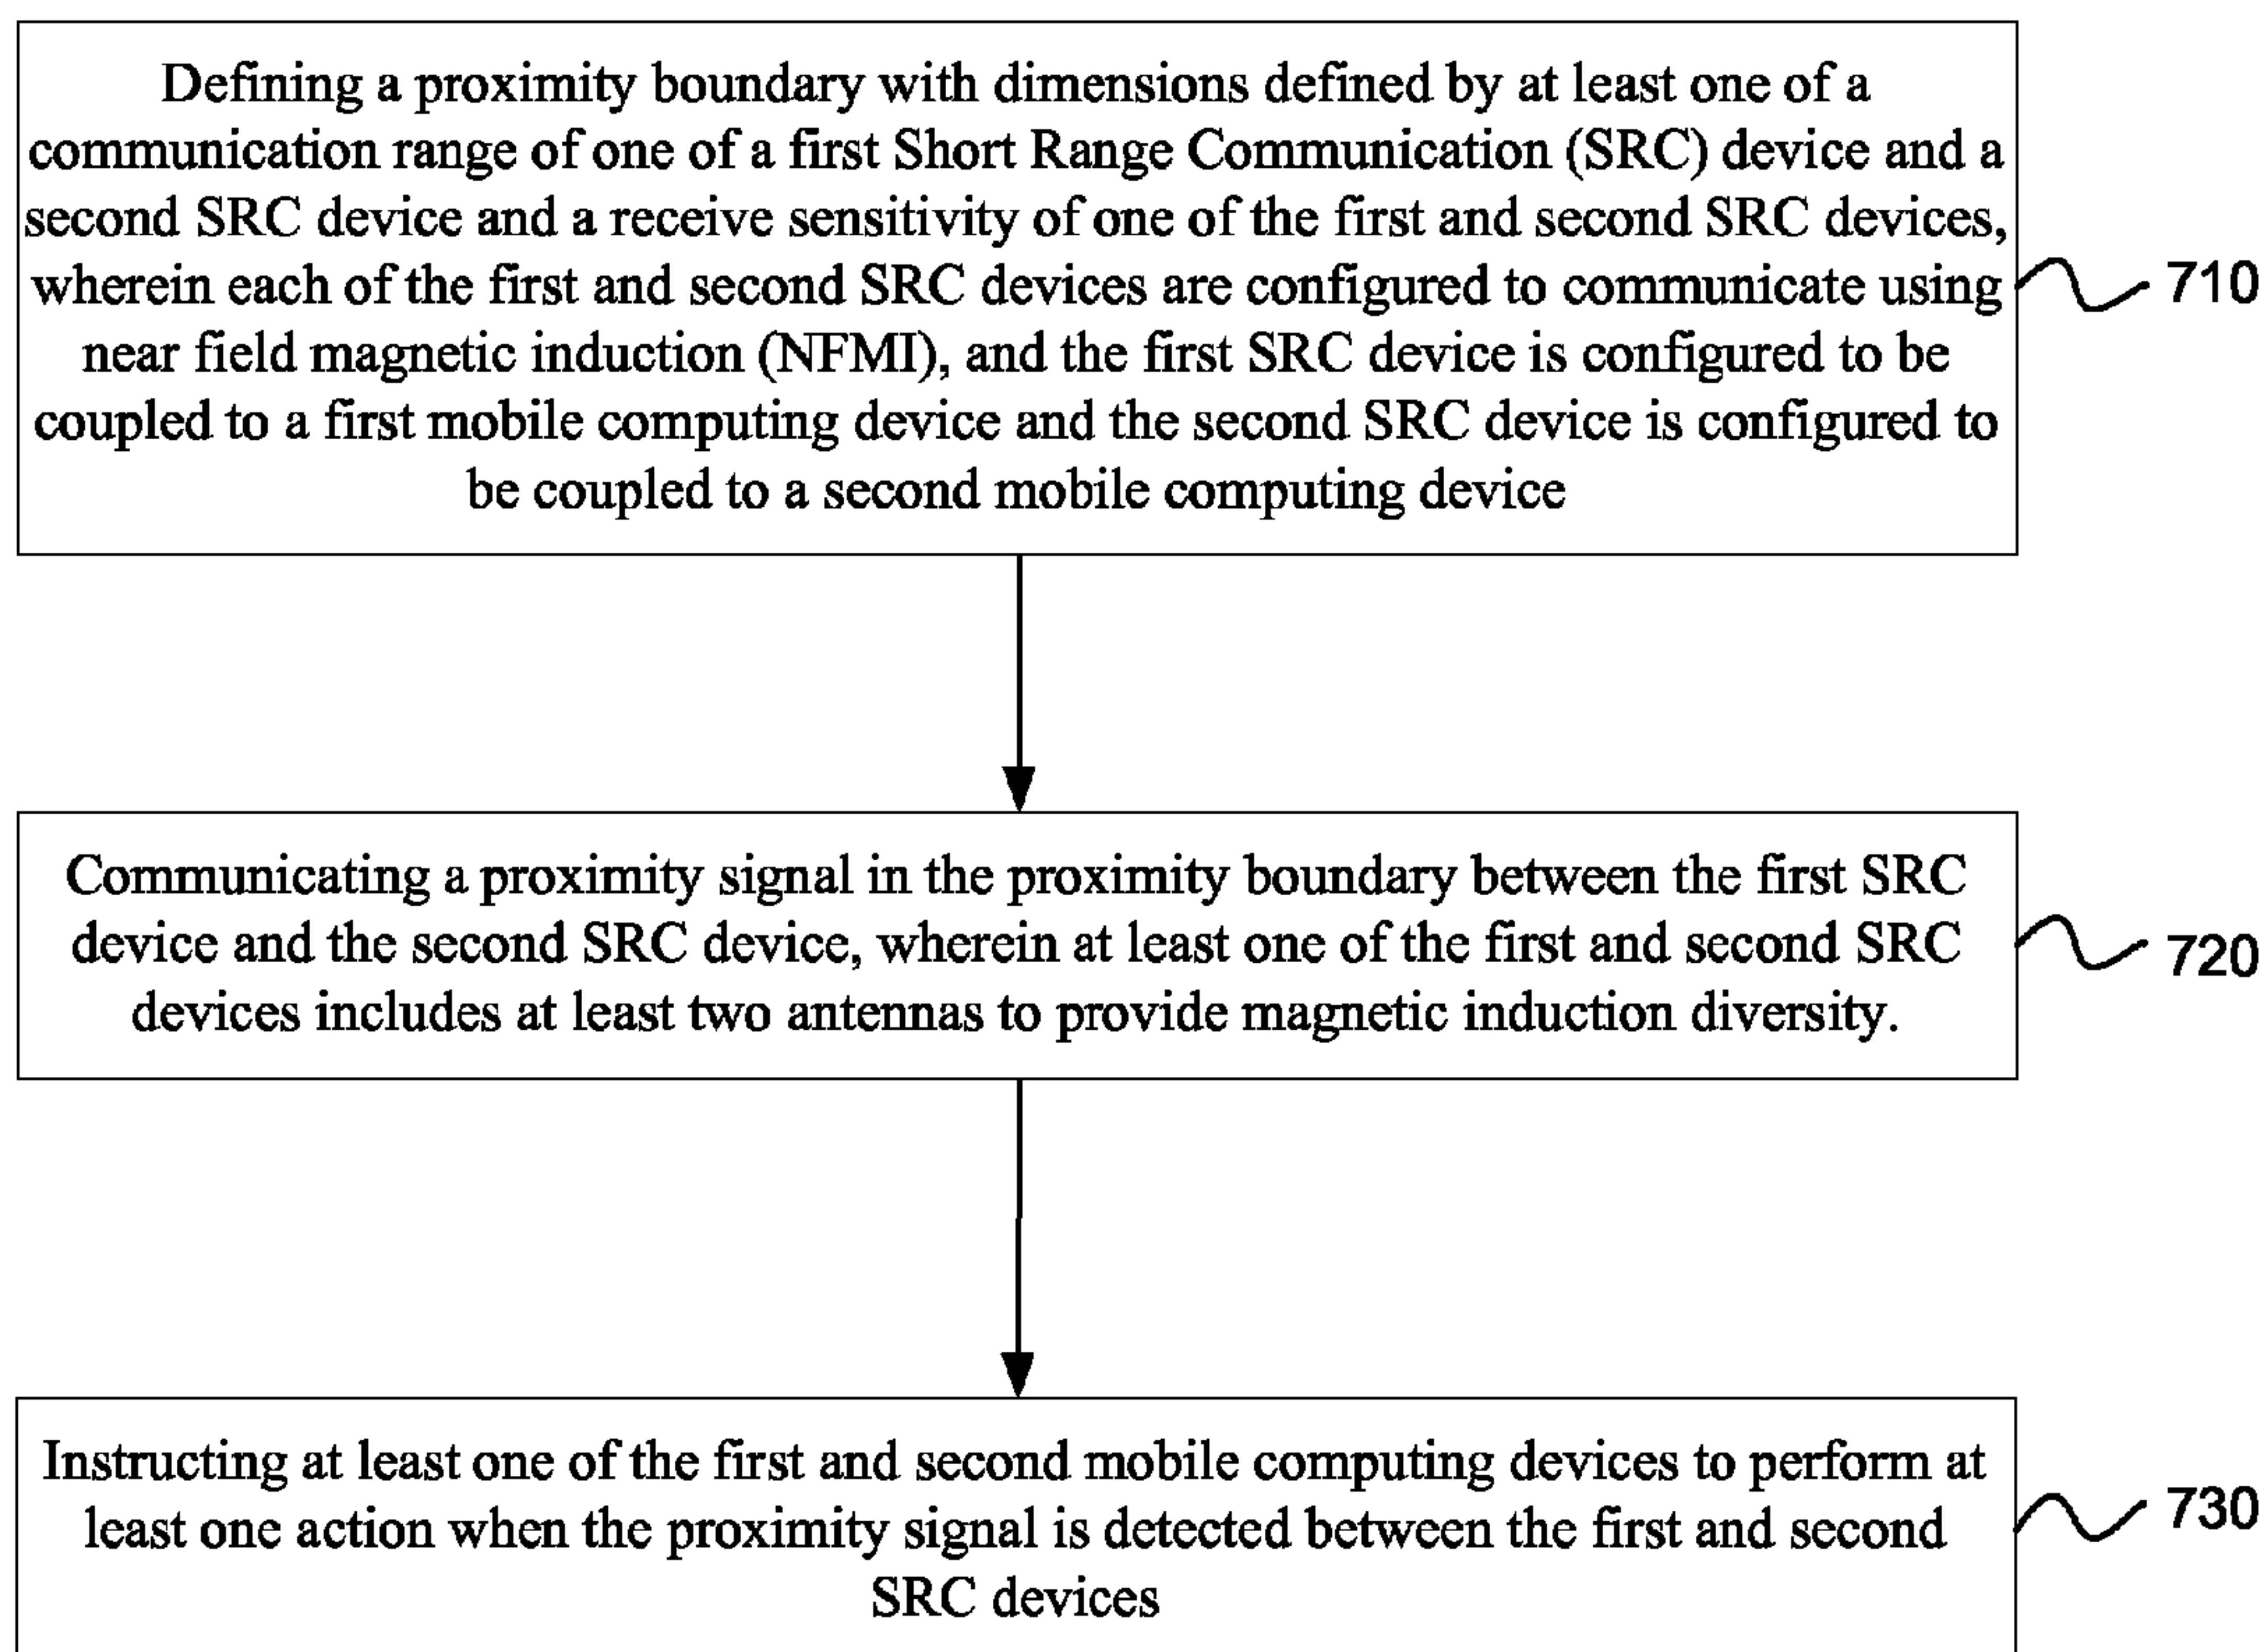 Defining a proximity boundary with dimensions defined by at least one of a
communication range of one of a first Short Range Communication (SRC) device and a
second SRC device and a receive sensitivity of one of the first and second SRC devices,
wherein each of the first and second SRC devices are configured to communicate using
near field magnetic induction (NFMI), and the first SRC device is configured to be
coupled to a first mobile computing device and the second SRC device is configured to
be coupled to a second mobile computing device
710
Communicating a proximity signal in the proximity boundary between the first SRC
device and the second SRC device, wherein at least one of the first and second SRC
devices includes at least two antennas to provide magnetic induction diversity.
720
Instructing at least one of the first and second mobile computing devices to perform at
least one action when the proximity signal is detected between the first and second
SRC devices
730